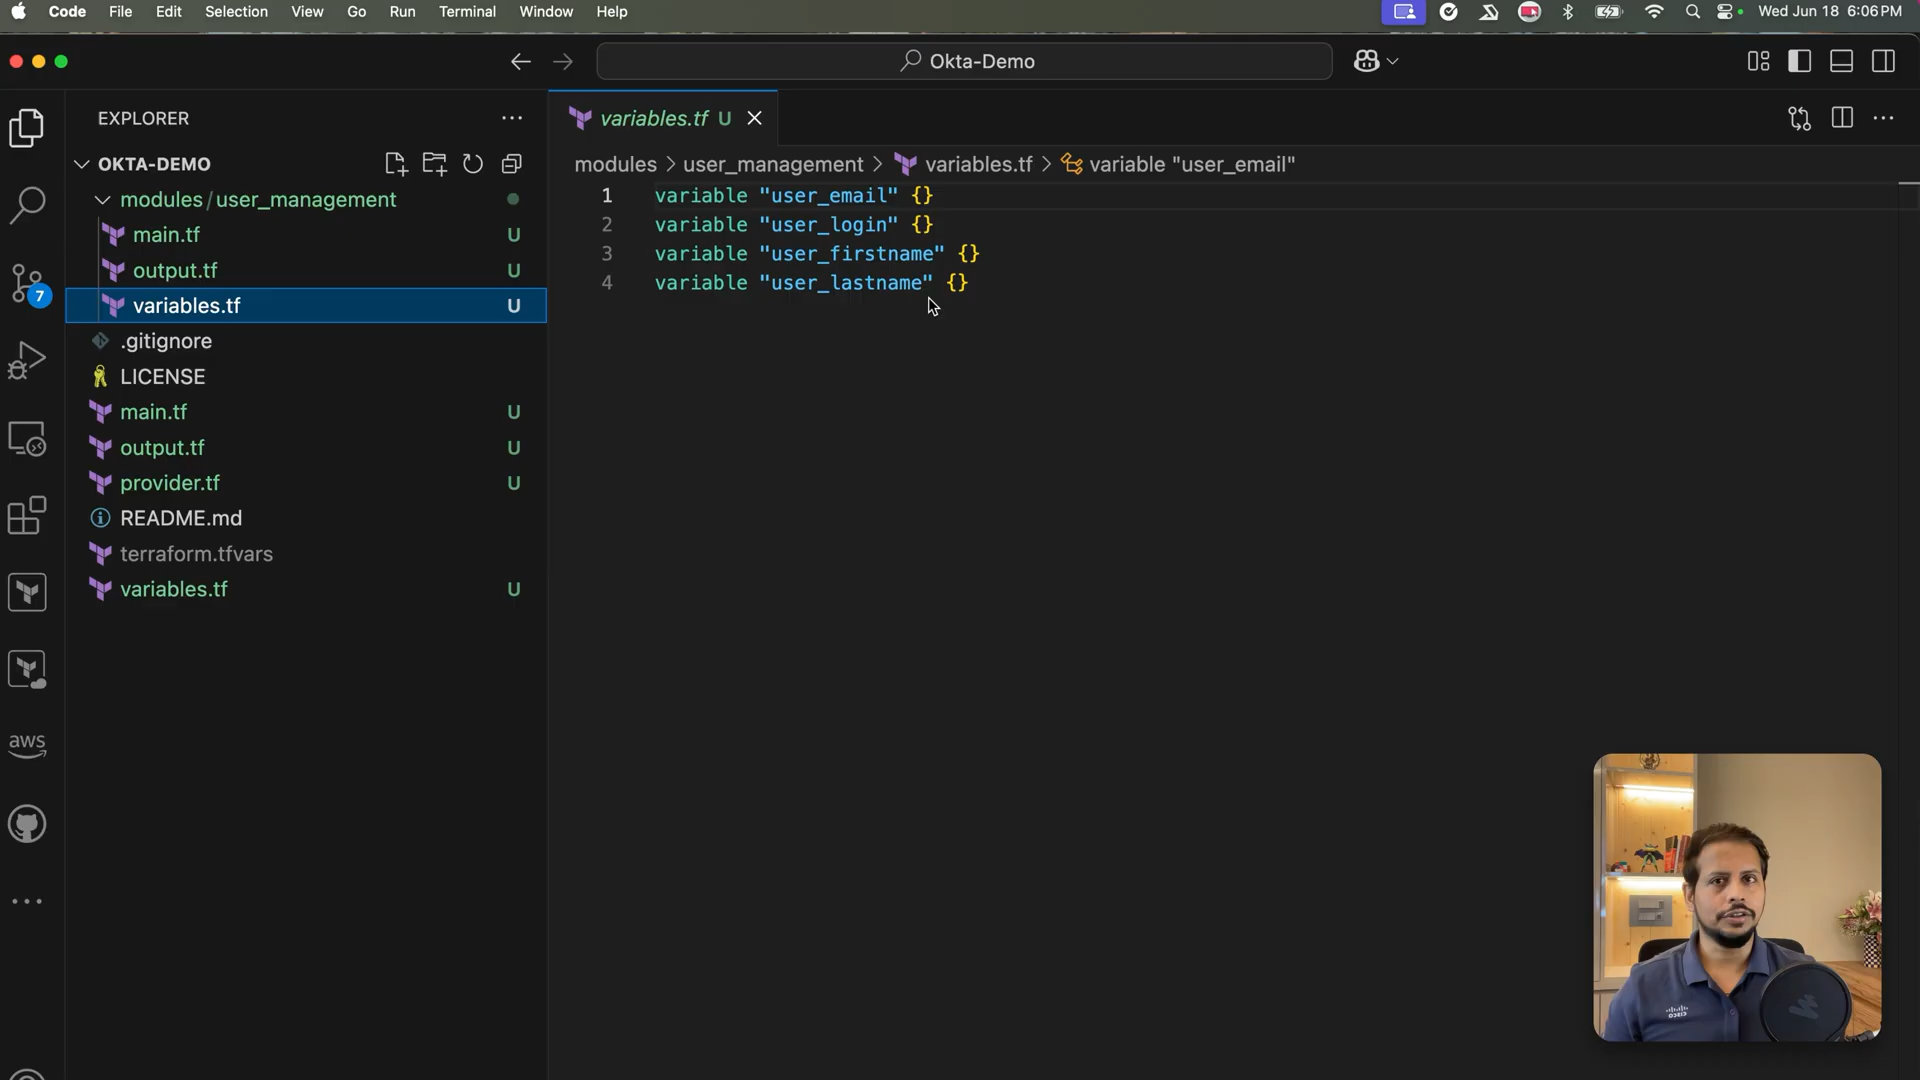 Code File Edit Selection View Go Run Terminal Window Help Wed Jun 18 6:06 PM
Okta-Demo
EXPLORER
variables.tf U
OKTA-DEMO
modules > user_management > variables.tf > variable "user_email"
modules/user_management
main.tf U
output.tf U
variables.tf U
.gitignore
LICENSE
main.tf U
output.tf U
provider.tf U
README.md
terraform.tfvars
variables.tf U
1 variable "user_email" {}
2 variable "user_login" {}
3 variable "user_firstname" {}
4 variable "user_lastname" {}
7
aws
CISCO